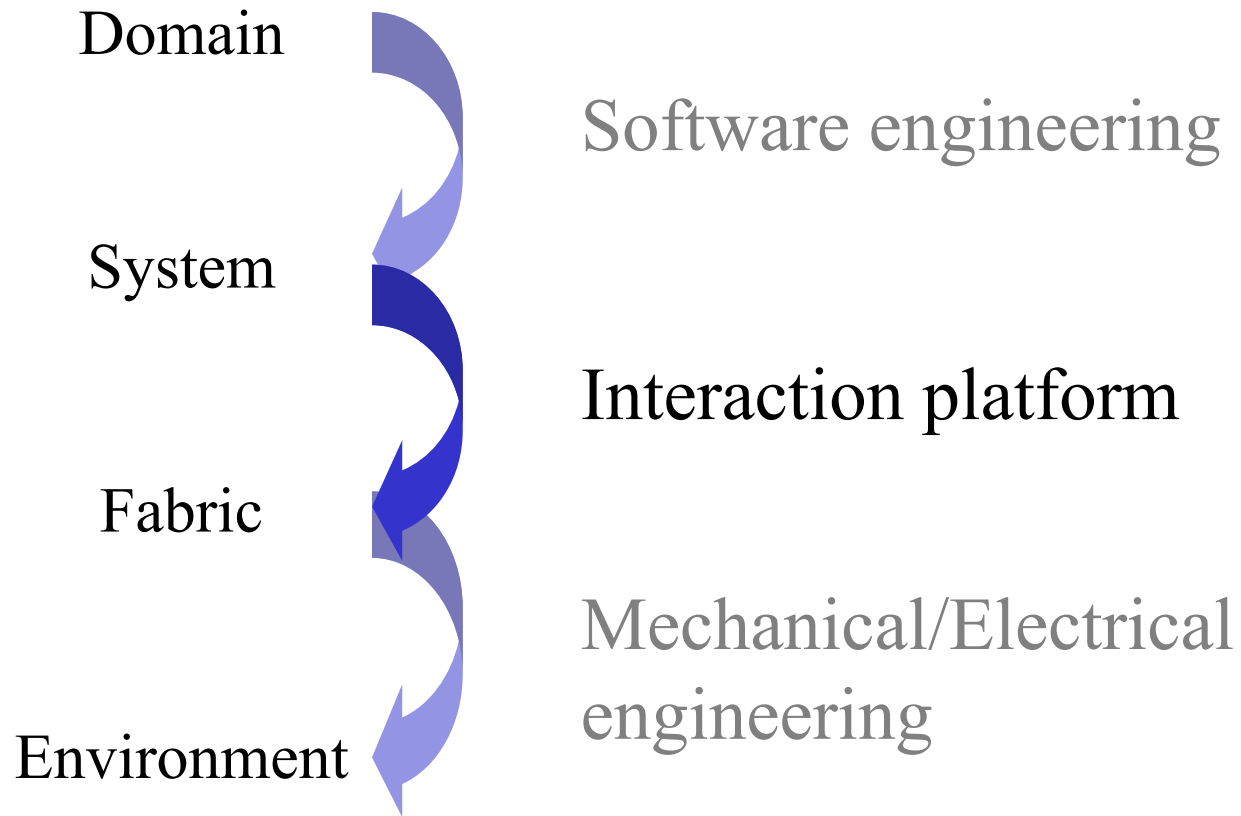 Domain
Software engineering
System
Interaction platform
Fabric
Mechanical/Electrical
engineering
Environment